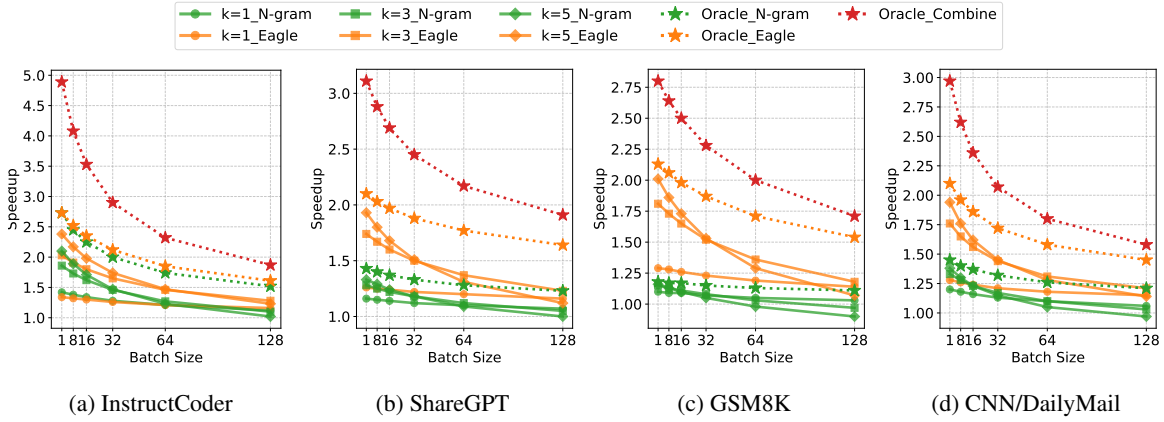 k=1_N-gram k=3_N-gram k=5_N-gram Oracle_N-gram Oracle_Combine
k=1_Eagle k=3_Eagle k=5_Eagle Oracle_Eagle
Speedup
5.0
4.5
4.0
3.5
3.0
2.5
2.0
1.5
1.0
1 8 16 32 64 128
Batch Size
(a) InstructCoder
Speedup
3.0
2.5
2.0
1.5
1.0
1 8 16 32 64 128
Batch Size
(b) ShareGPT
Speedup
2.75
2.50
2.25
2.00
1.75
1.50
1.25
1.00
1 8 16 32 64 128
Batch Size
(c) GSM8K
Speedup
3.00
2.75
2.50
2.25
2.00
1.75
1.50
1.25
1.00
1 8 16 32 64 128
Batch Size
(d) CNN/DailyMail